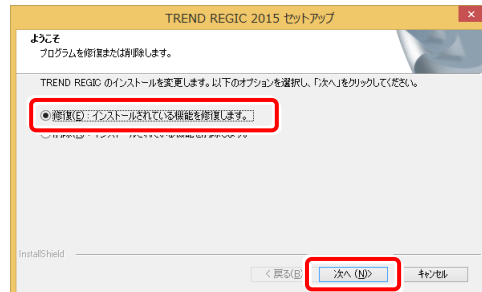 TREND REGIC 2015 セットアップ
ようこそ
プログラムを修復または削除します。
TREND REGIC のインストールを変更します。以下のオプションを選択し、「次へ」をクリックしてください。
修復(E) : インストールされている機能を修復します。
InstallShield
< 戻る(B)
次へ (N)>
キャンセル